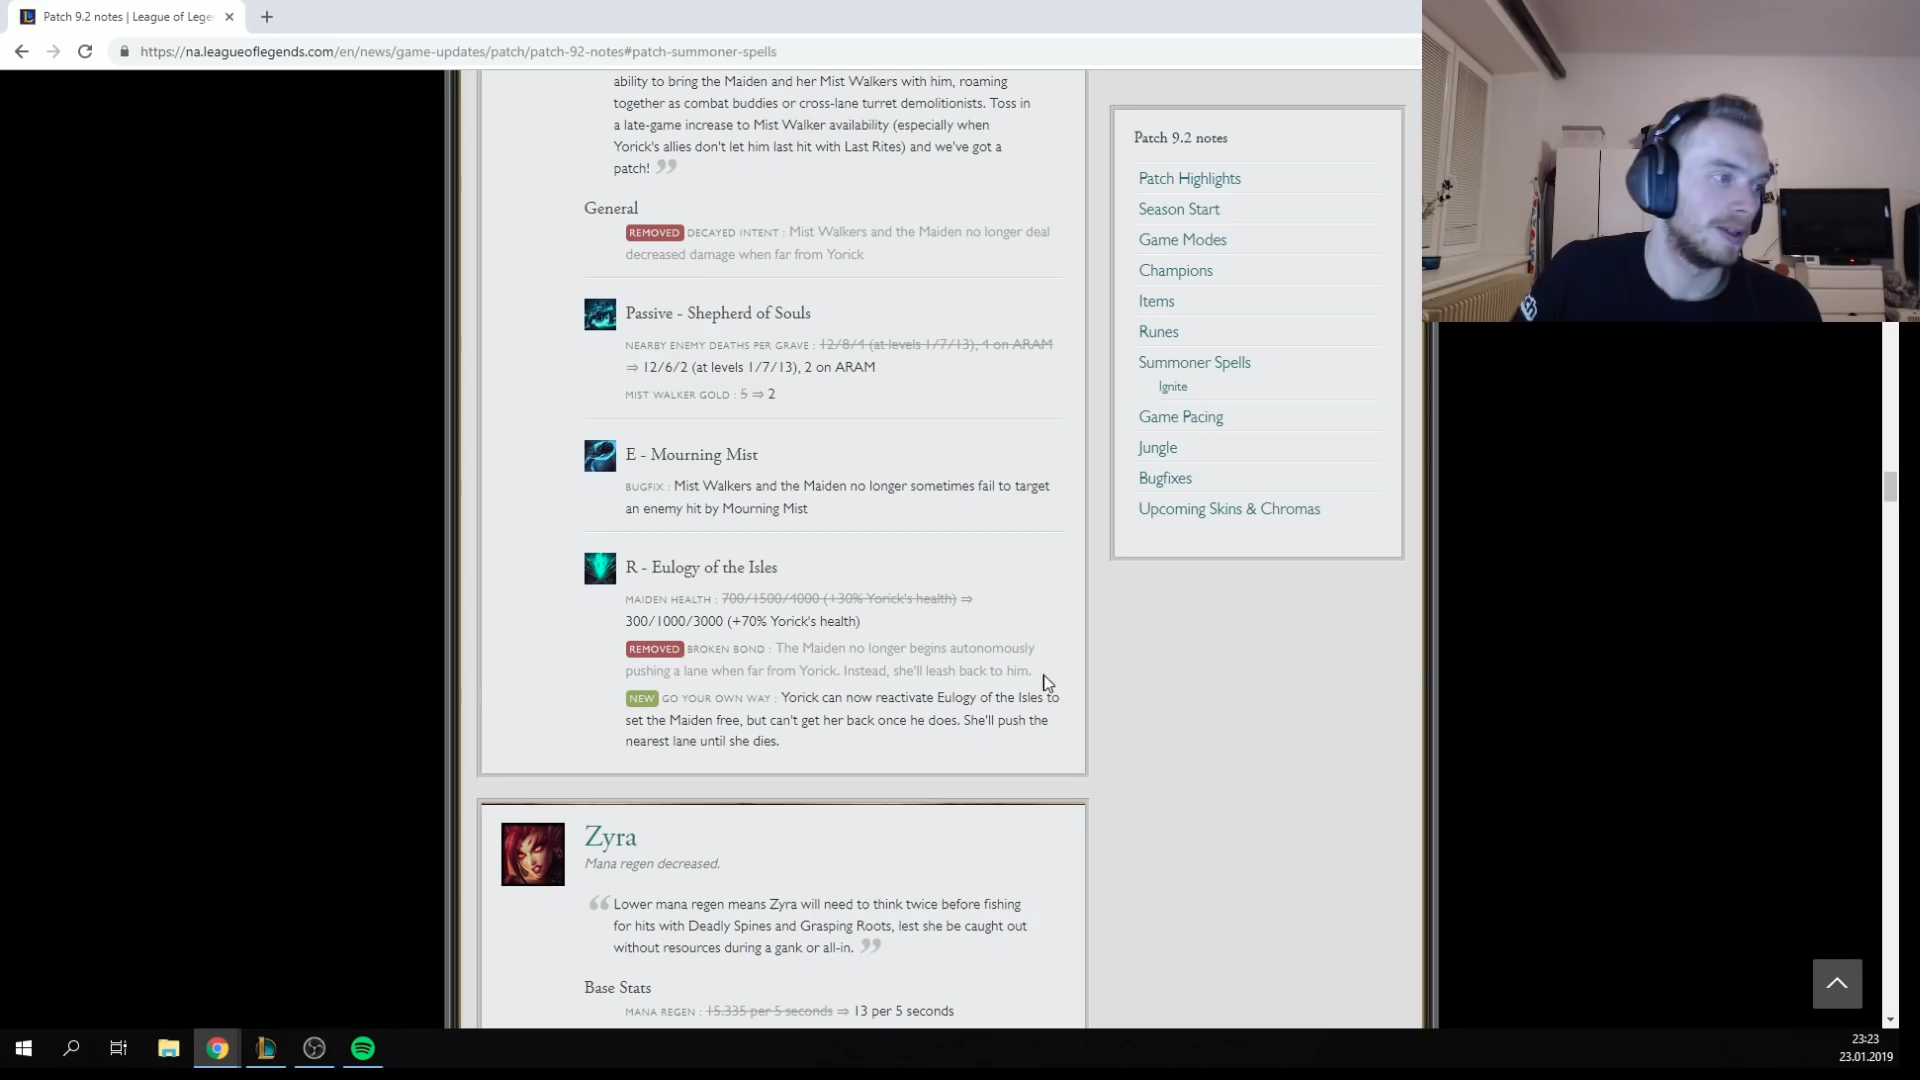 Patch 9.2 notes | League of Lege
https://na.leagueoflegends.com/en/news/game-updates/patch/patch-92-notes#patch-summoner-spells
ability to bring the Maiden and her Mist Walkers with him, roaming
together as combat buddies or cross-lane turret demolitionists. Toss in
a late-game increase to Mist Walker availability (especially when
Yorick's allies don't let him last hit with Last Rites) and we've got a
patch! ”
General
REMOVED DECAYED INTENT : Mist Walkers and the Maiden no longer deal
decreased damage when far from Yorick
Passive - Shepherd of Souls
NEARBY ENEMY DEATHS PER GRAVE : 12/8/4 (at levels 1/7/13), 4 on ARAM
⇒ 12/6/2 (at levels 1/7/13), 2 on ARAM
MIST WALKER GOLD : 5 ⇒ 2
E - Mourning Mist
BUGFIX : Mist Walkers and the Maiden no longer sometimes fail to target
an enemy hit by Mourning Mist
R - Eulogy of the Isles
MAIDEN HEALTH : 700/1500/4000 (+30% Yorick's health) ⇒
300/1000/3000 (+70% Yorick's health)
REMOVED BROKEN BOND : The Maiden no longer begins autonomously
pushing a lane when far from Yorick. Instead, she'll leash back to him.
NEW GO YOUR OWN WAY : Yorick can now reactivate Eulogy of the Isles to
set the Maiden free, but can't get her back once he does. She'll push the
nearest lane until she dies.
Zyra
Mana regen decreased.
“ Lower mana regen means Zyra will need to think twice before fishing
for hits with Deadly Spines and Grasping Roots, lest she be caught out
without resources during a gank or all-in. ”
Base Stats
MANA REGEN : 15.335 per 5 seconds ⇒ 13 per 5 seconds
Patch 9.2 notes
Patch Highlights
Season Start
Game Modes
Champions
Items
Runes
Summoner Spells
Ignite
Game Pacing
Jungle
Bugfixes
Upcoming Skins & Chromas
23:23
23.01.2019